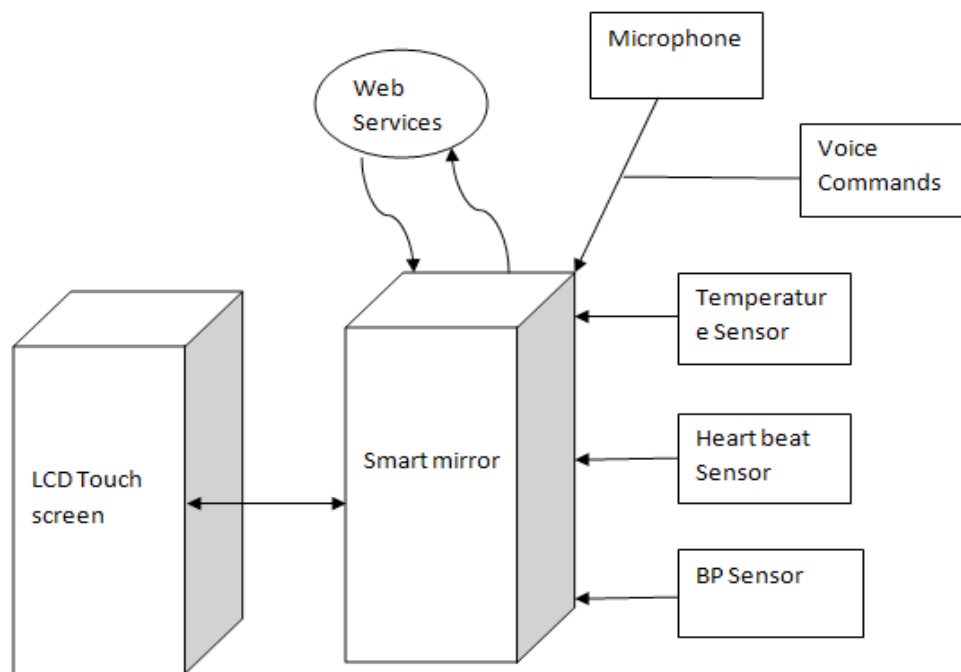 Microphone
Web
Services
Voice
Commands
Temperatur
e Sensor
Heart beat
Sensor
Smart mirror
LCD Touch
screen
BP Sensor